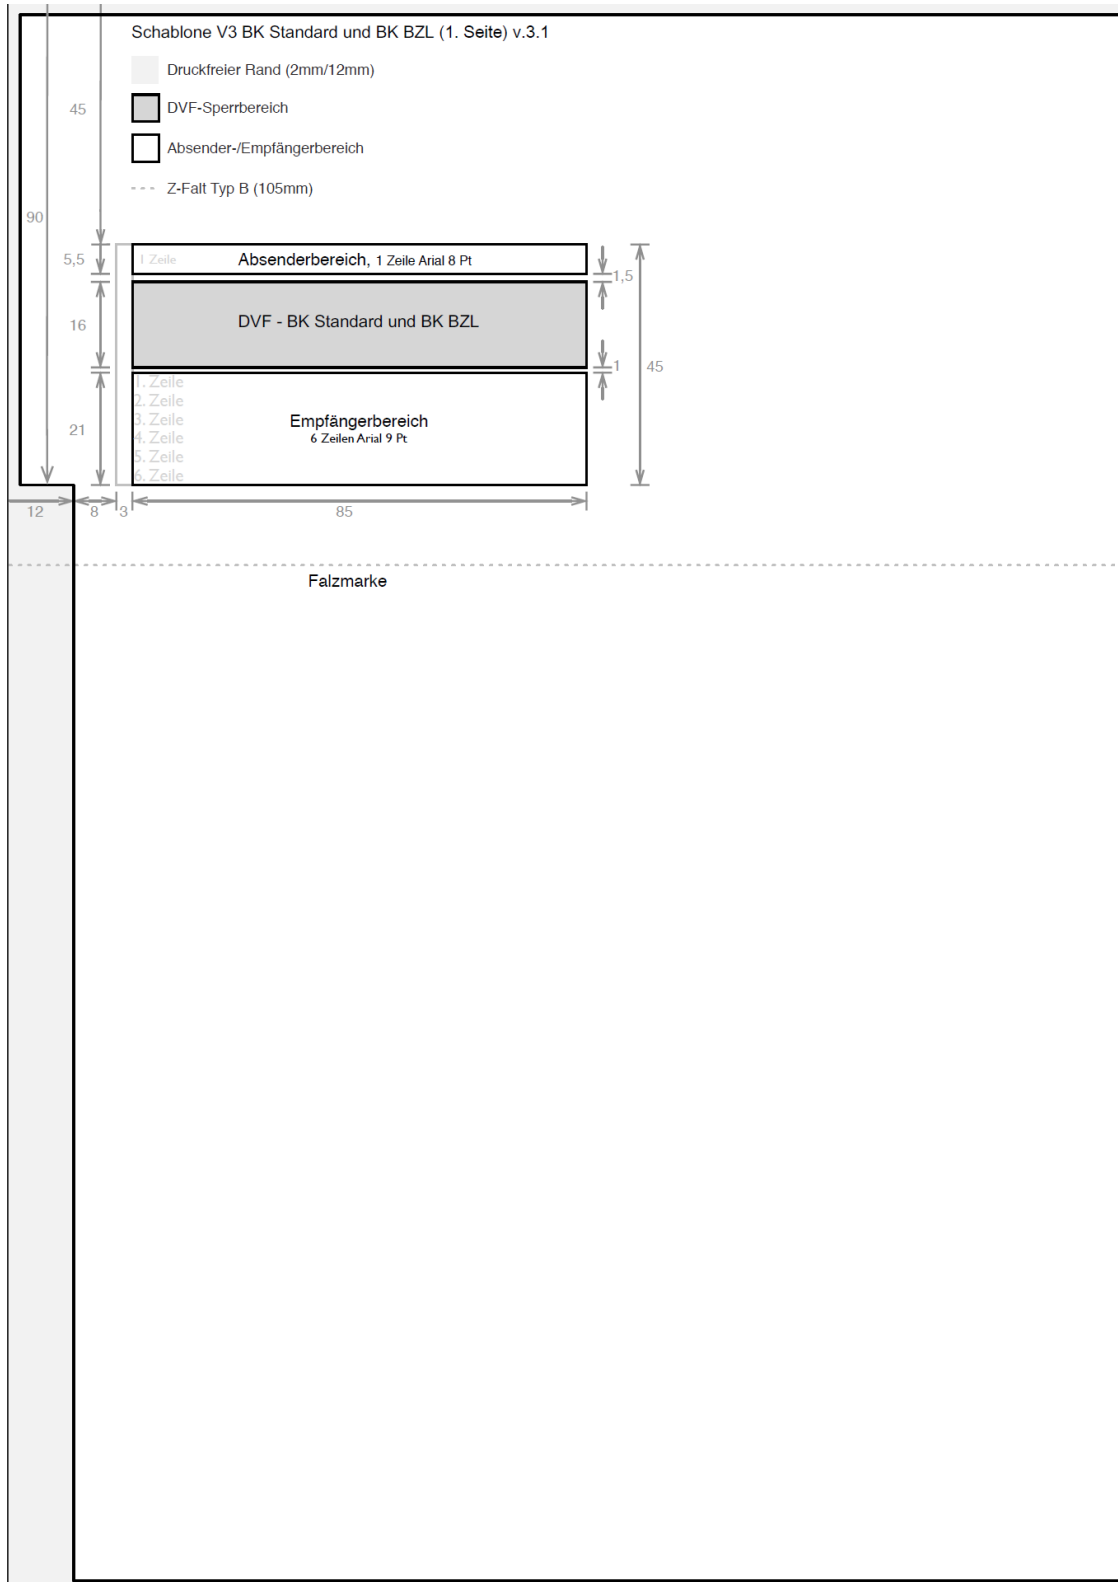 Schablone V3 BK Standard und BK BZL (1. Seite) v.3.1
Druckfreier Rand (2mm/12mm)
45
DVF-Sperrbereich
Absender-/Empfängerbereich
Z-Falt Typ B (105mm)
90
5,5
1 Zeile
Absenderbereich, 1 Zeile Arial 8 Pt
1,5
16
DVF - BK Standard und BK BZL
1
45
1. Zeile
2. Zeile
3. Zeile
4. Zeile
5. Zeile
6. Zeile
21
Empfängerbereich
6 Zeilen Arial 9 Pt
12
8
3
85
Falzmarke